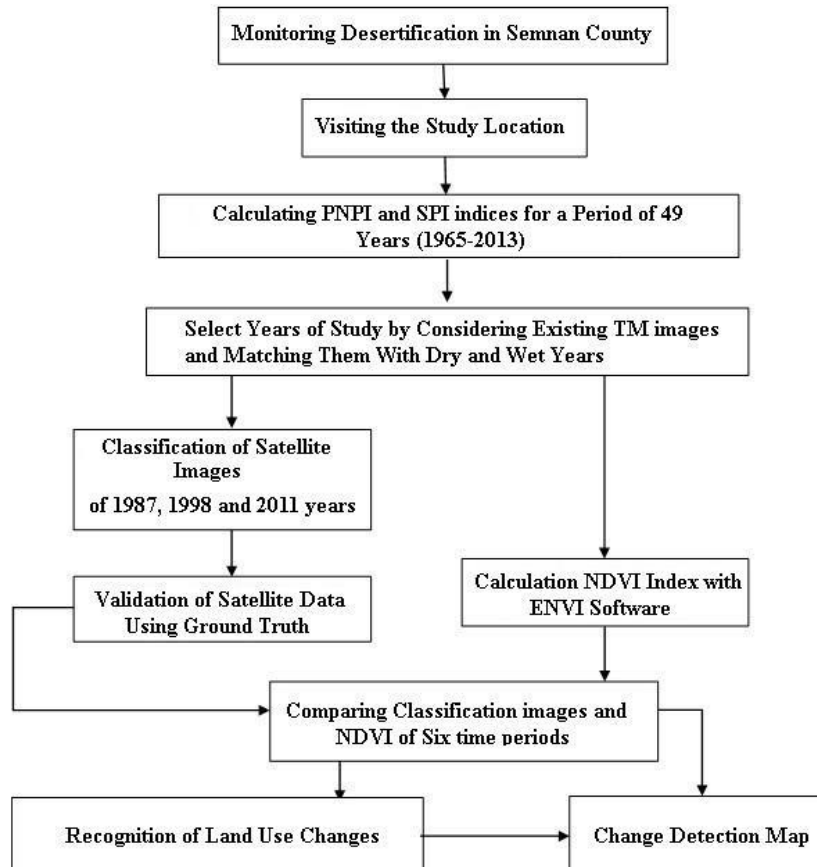 Monitoring Desertification in Semnan County
Visiting the Study Location
Calculating PNPI and SPI indices for a Period of 49
Years (1965-2013)
Select Years of Study by Considering Existing TM images
and Matching Them With Dry and Wet Years
Classification of Satellite
Images
of 1987, 1998 and 2011 years
Validation of Satellite Data
Using Ground Truth
Calculation NDVI Index with
ENVI Software
Comparing Classification images and
NDVI of Six time periods
Recognition of Land Use Changes
Change Detection Map